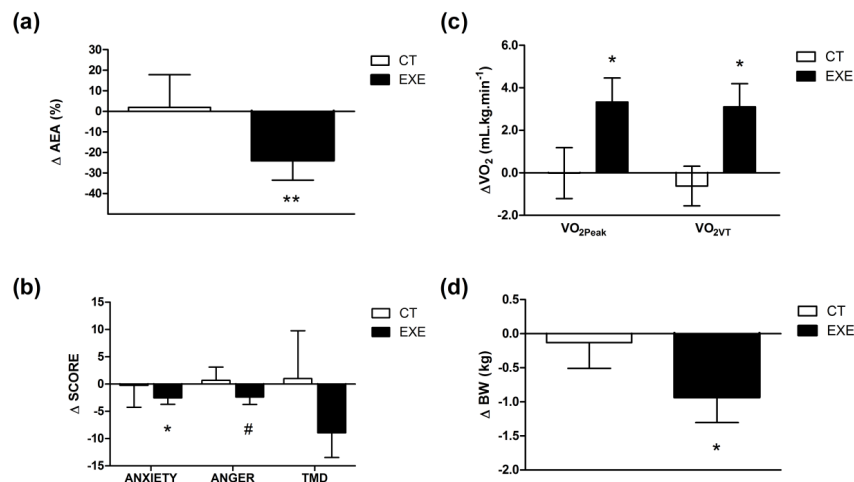 (a)
Δ AEA (%)
30
20
10
0
-10
-20
-30
-40
**
CT
EXE
(b)
Δ SCORE
15
10
5
0
-5
-10
-15
*
#
ANXIETY ANGER TMD
CT
EXE
(c)
ΔVO₂ (mL.kg.min⁻¹)
6.0
4.0
2.0
0.0
-2.0
* *
VO₂Peak VO₂VT
CT
EXE
(d)
Δ BW (kg)
0.5
0.0
-0.5
-1.0
-1.5
-2.0
*
CT
EXE